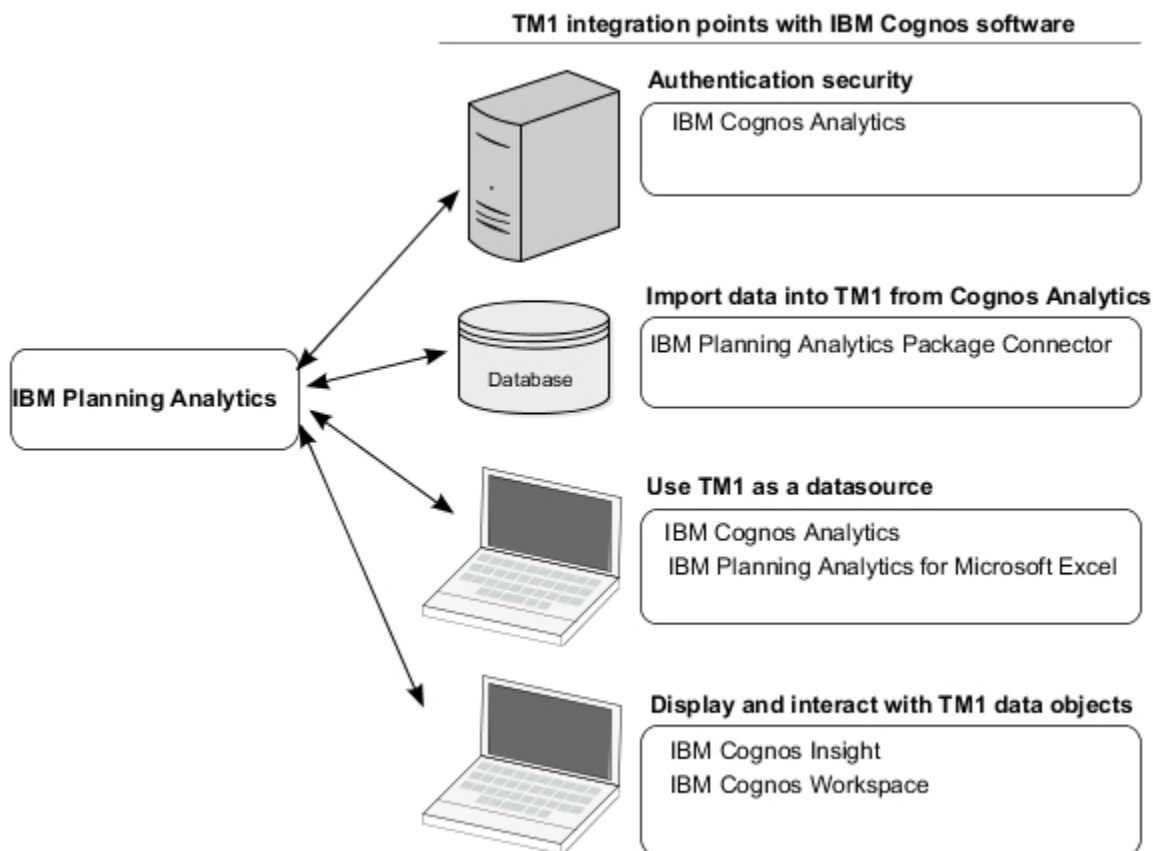 TM1 integration points with IBM Cognos software
Authentication security
IBM Cognos Analytics
Import data into TM1 from Cognos Analytics
IBM Planning Analytics Package Connector
Database
IBM Planning Analytics
Use TM1 as a datasource
IBM Cognos Analytics
IBM Planning Analytics for Microsoft Excel
Display and interact with TM1 data objects
IBM Cognos Insight
IBM Cognos Workspace